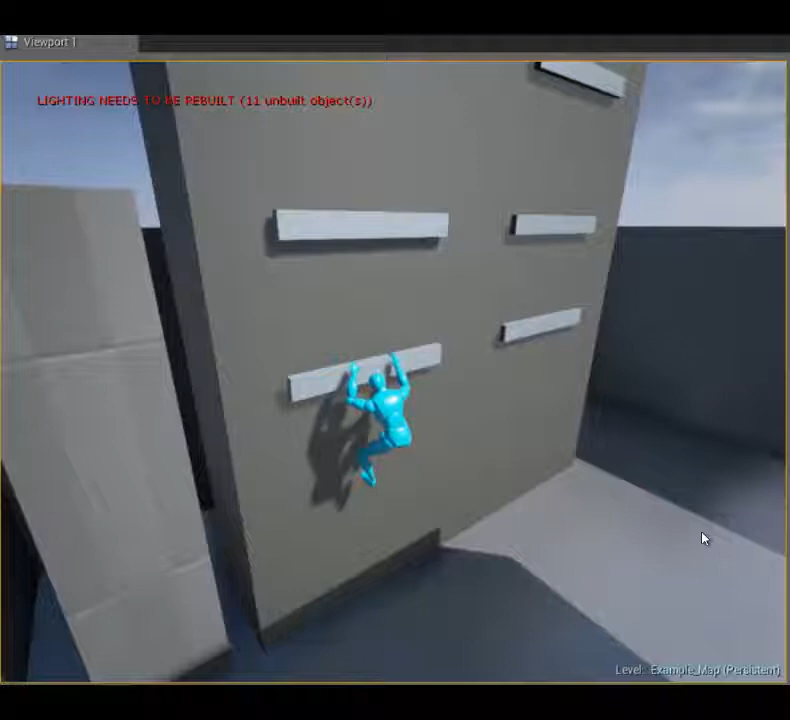 Viewport 1
LIGHTING NEEDS TO BE REBUILT (11 unbuilt object(s))
Level: Example_Map (Persistent)